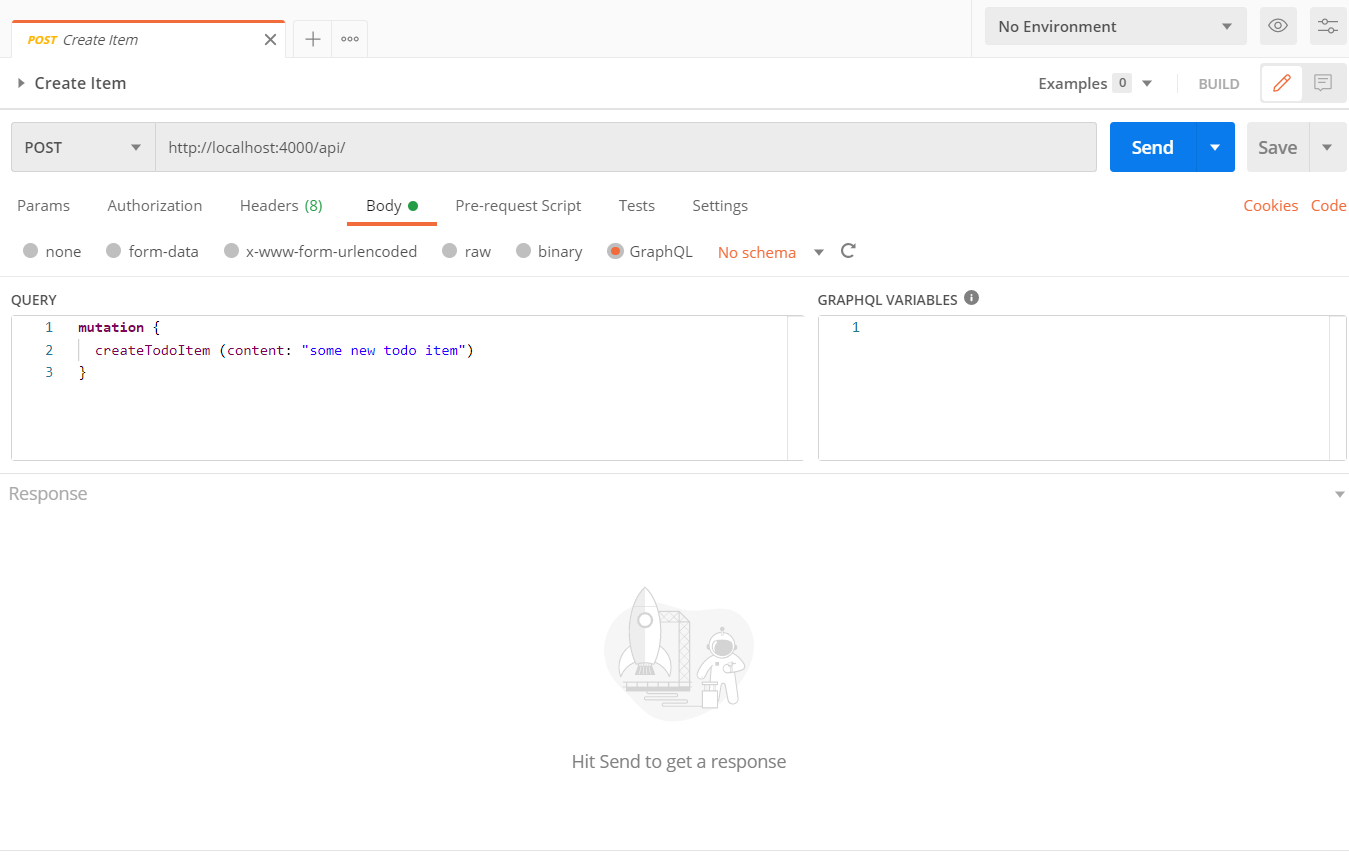 POST Create Item
No Environment
Create Item
Examples 0
BUILD
POST
http://localhost:4000/api/
Send
Save
Params Authorization Headers (8) Body Pre-request Script Tests Settings Cookies Code
none form-data x-www-form-urlencoded raw binary GraphQL No schema
QUERY
1 mutation {
2 createTodoItem (content: "some new todo item")
3 }
GRAPHQL VARIABLES
1
Response
Hit Send to get a response